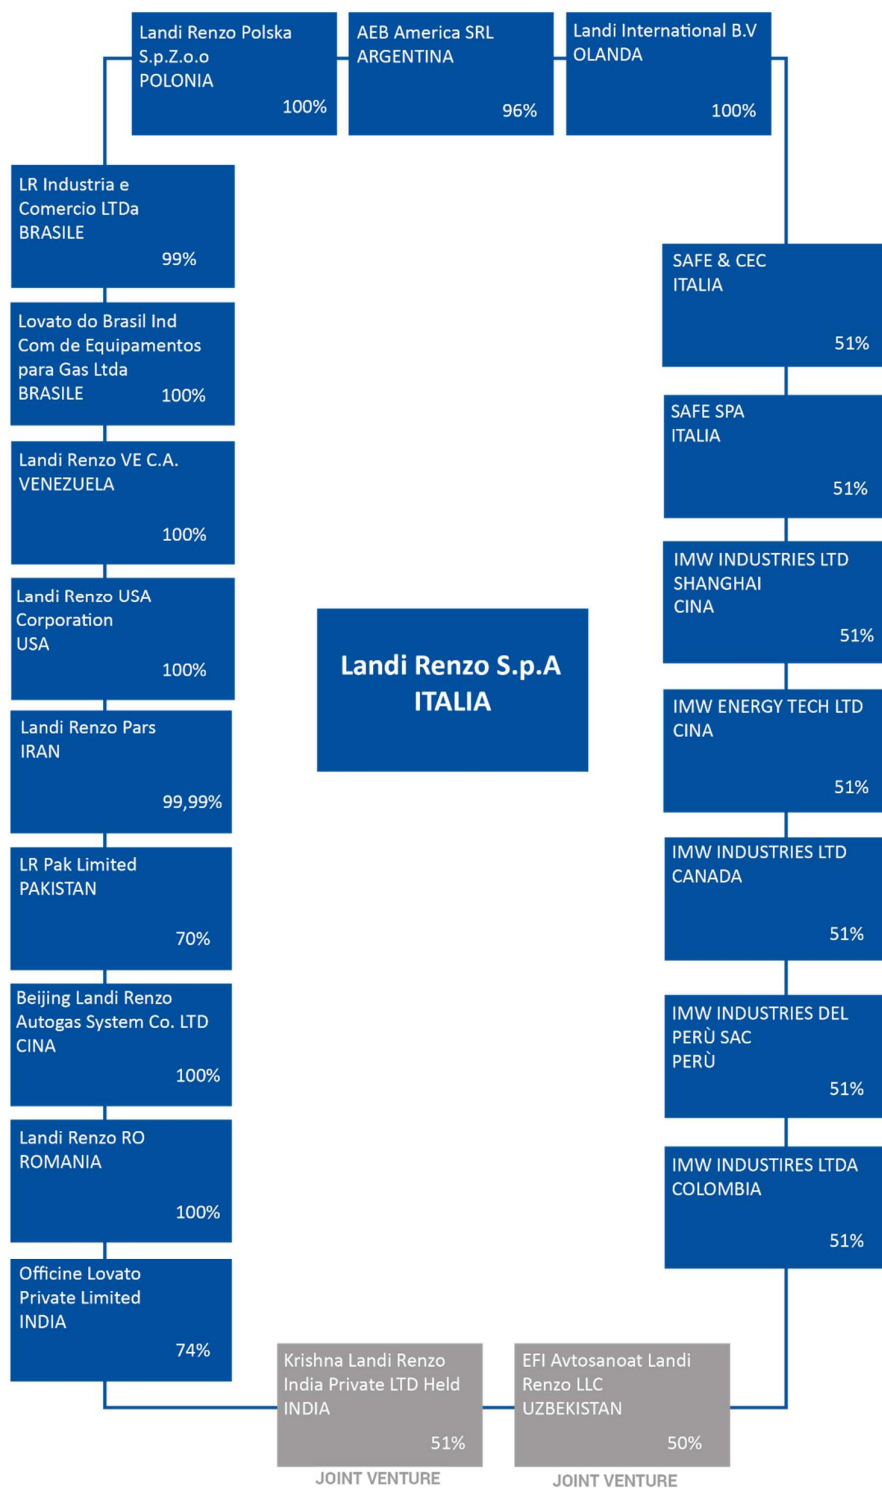 Landi Renzo Polska
S.p.Z.o.o
POLONIA
100%
AEB America SRL
ARGENTINA
96%
Landi International B.V
OLANDA
100%
LR Industria e
Comercio LTDa
BRASILE
99%
Lovato do Brasil Ind
Com de Equipamentos
para Gas Ltda
BRASILE
100%
Landi Renzo VE C.A.
VENEZUELA
100%
Landi Renzo USA
Corporation
USA
100%
Landi Renzo Pars
IRAN
99,99%
LR Pak Limited
PAKISTAN
70%
Beijing Landi Renzo
Autogas System Co. LTD
CINA
100%
Landi Renzo RO
ROMANIA
100%
Officine Lovato
Private Limited
INDIA
74%
Landi Renzo S.p.A
ITALIA
SAFE & CEC
ITALIA
51%
SAFE SPA
ITALIA
51%
IMW INDUSTRIES LTD
SHANGHAI
CINA
51%
IMW ENERGY TECH LTD
CINA
51%
IMW INDUSTRIES LTD
CANADA
51%
IMW INDUSTRIES DEL
PERÙ SAC
PERÙ
51%
IMW INDUSTIRES LTDA
COLOMBIA
51%
Krishna Landi Renzo
India Private LTD Held
INDIA
51%
JOINT VENTURE
EFI Avtosanoat Landi
Renzo LLC
UZBEKISTAN
50%
JOINT VENTURE